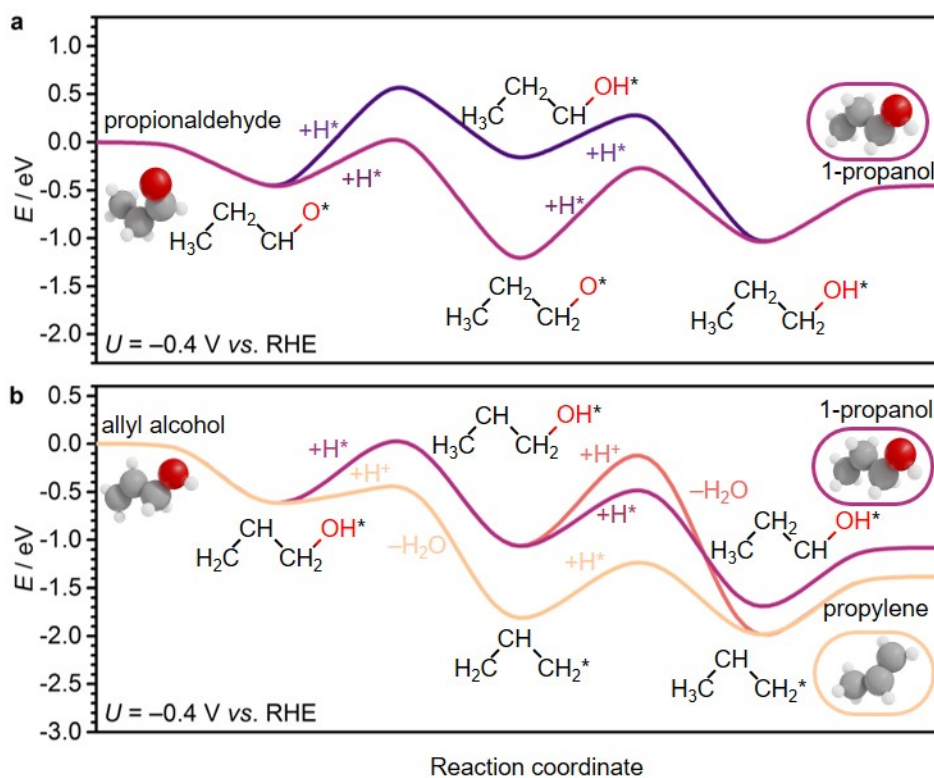 a
1.0
0.5
0.0
-0.5
-1.0
-1.5
-2.0
E / eV
propionaldehyde
+H*
+H*
+H*
+H*
CH2
H3C CH OH*
1-propanol
CH2 O*
H3C CH
CH2 O*
H3C CH2
CH2 OH*
H3C CH2
U = –0.4 V vs. RHE
b
0.5
0.0
-0.5
-1.0
-1.5
-2.0
-2.5
-3.0
E / eV
allyl alcohol
+H*
+H+
–H2O
CH OH*
H3C CH2
+H+
–H2O
+H*
+H*
1-propanol
CH OH*
H2C CH2
CH2 OH*
H3C CH
propylene
CH
H2C CH2*
CH
H3C CH2*
U = –0.4 V vs. RHE
Reaction coordinate